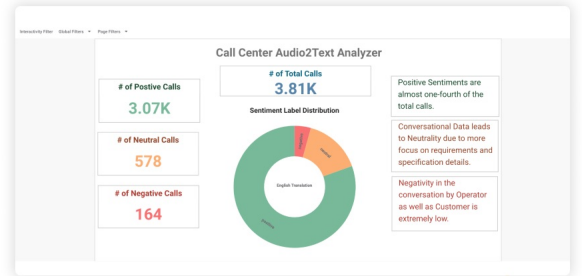 Interactivity Filter Global Filters Page Filters
Call Center Audio2Text Analyzer
# of Postive Calls
3.07K
# of Neutral Calls
578
# of Negative Calls
164
# of Total Calls
3.81K
Sentiment Label Distribution
negative
neutral
English Translation
positive
Positive Sentiments are
almost one-fourth of the
total calls.
Conversational Data leads
to Neutrality due to more
focus on requirements and
specification details.
Negativity in the
conversation by Operator
as well as Customer is
extremely low.